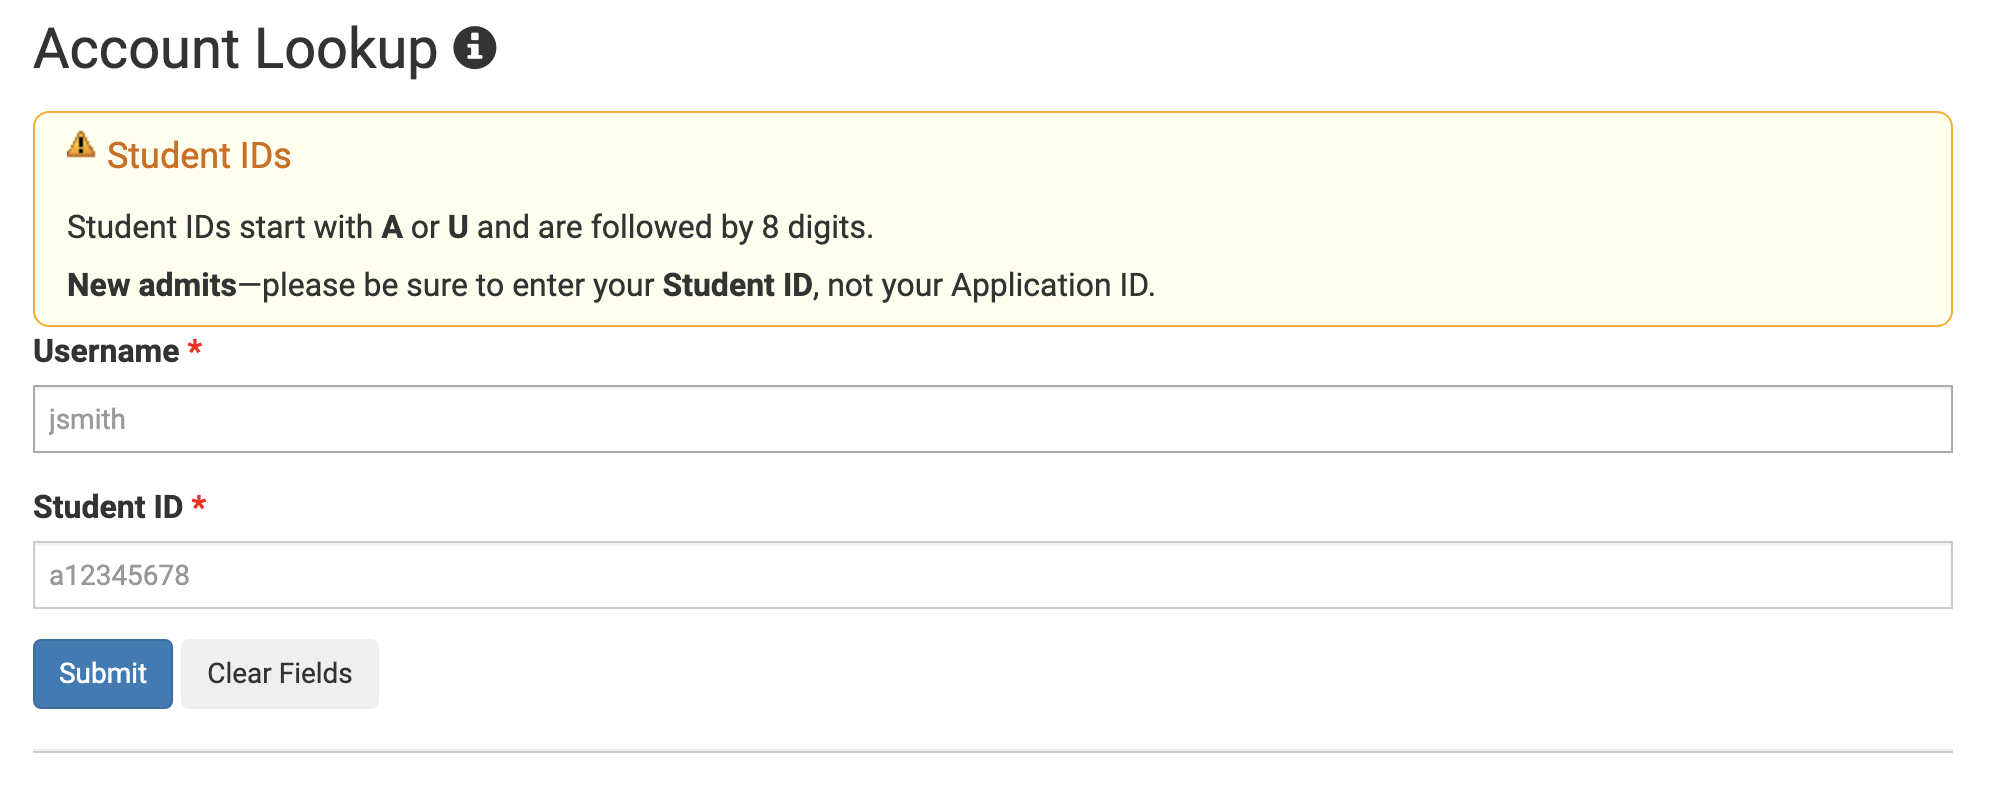 Account Lookup
Student IDs
Student IDs start with A or U and are followed by 8 digits.
New admits—please be sure to enter your Student ID, not your Application ID.
Username *
jsmith
Student ID *
a12345678
Submit Clear Fields